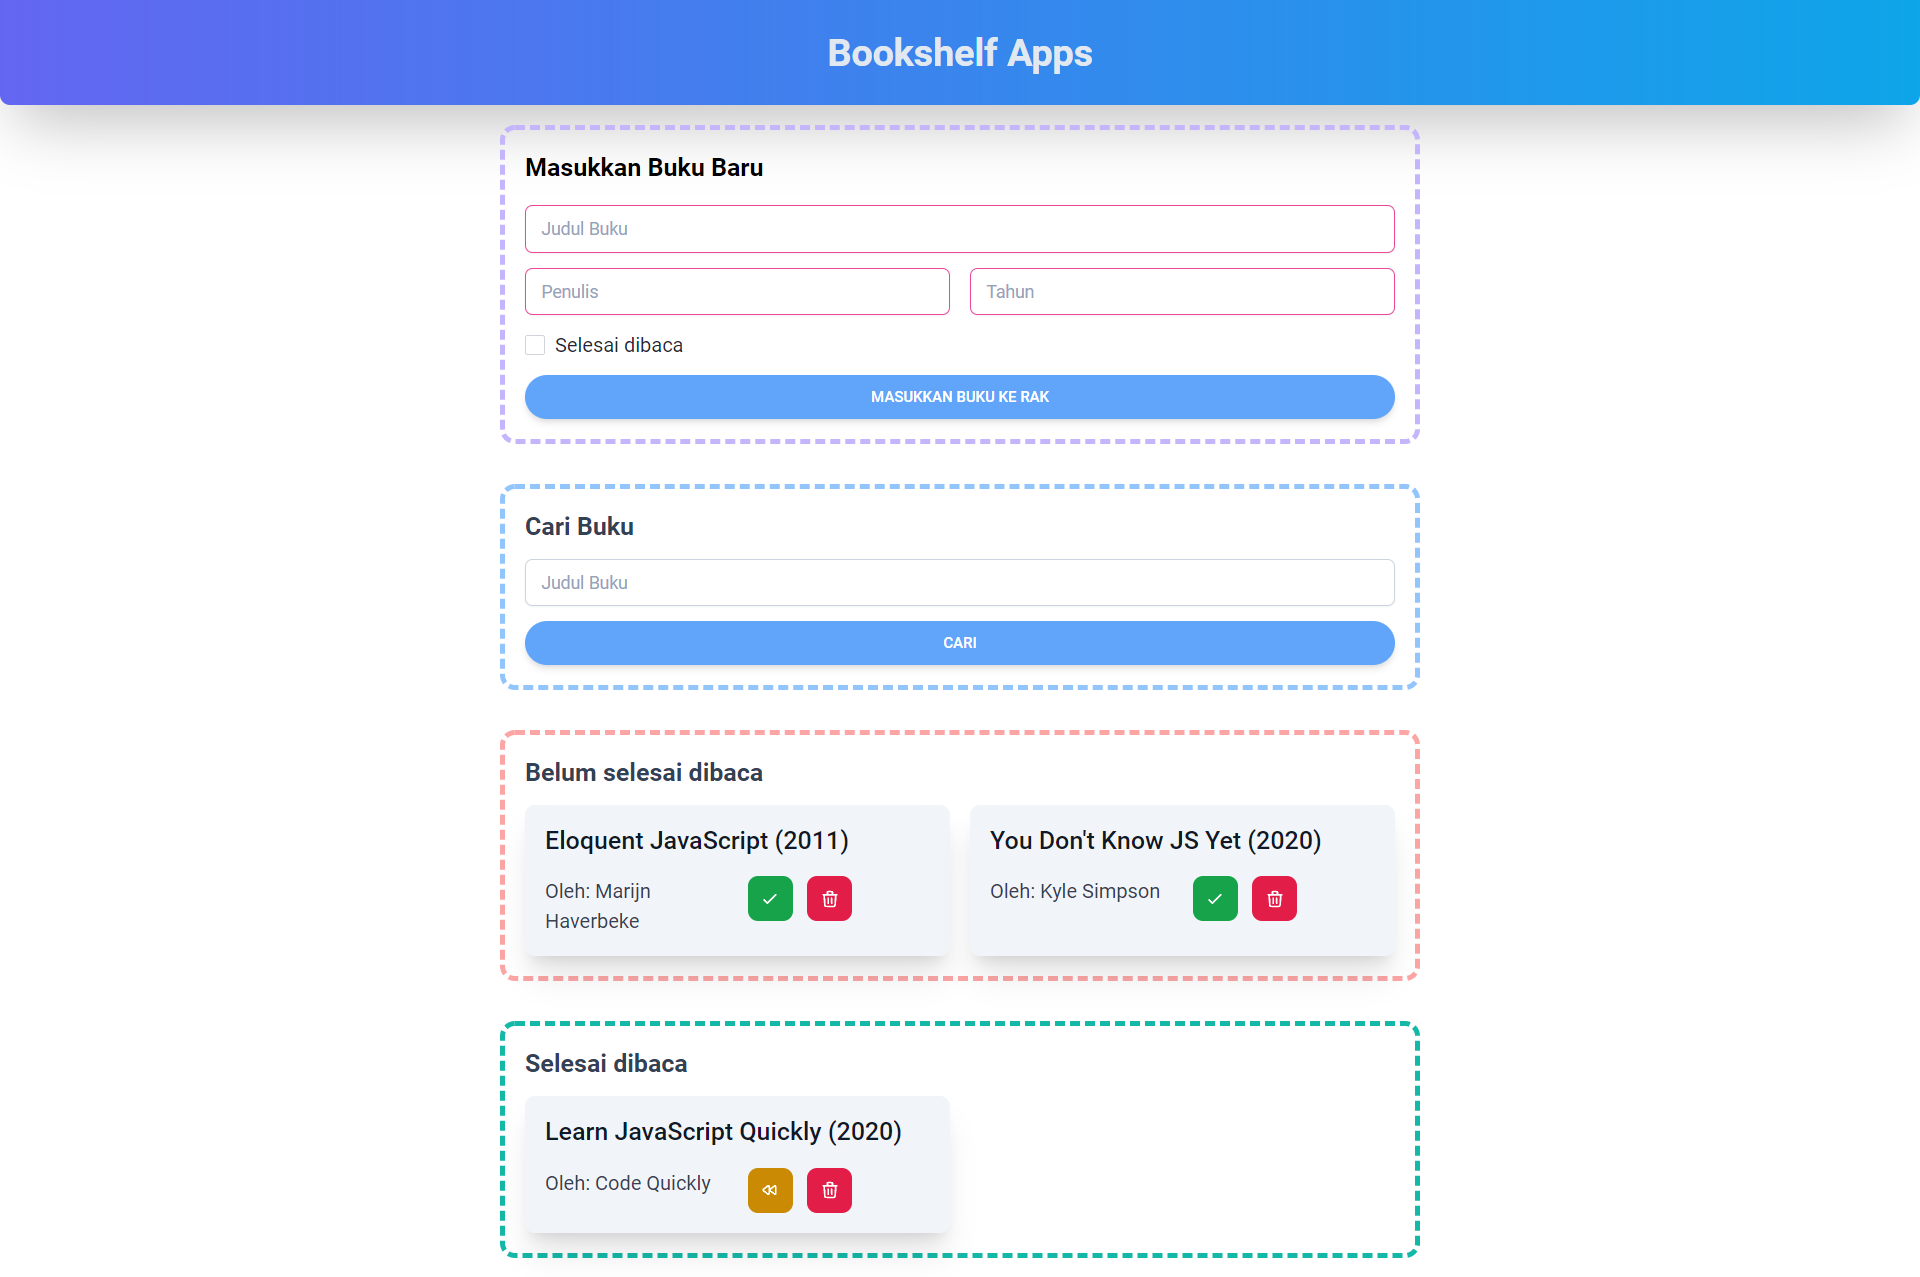 Bookshelf Apps
Masukkan Buku Baru
Judul Buku
Penulis
Tahun
Selesai dibaca
MASUKKAN BUKU KE RAK
Cari Buku
Judul Buku
CARI
Belum selesai dibaca
Eloquent JavaScript (2011)
Oleh: Marijn
Haverbeke
You Don't Know JS Yet (2020)
Oleh: Kyle Simpson
Selesai dibaca
Learn JavaScript Quickly (2020)
Oleh: Code Quickly